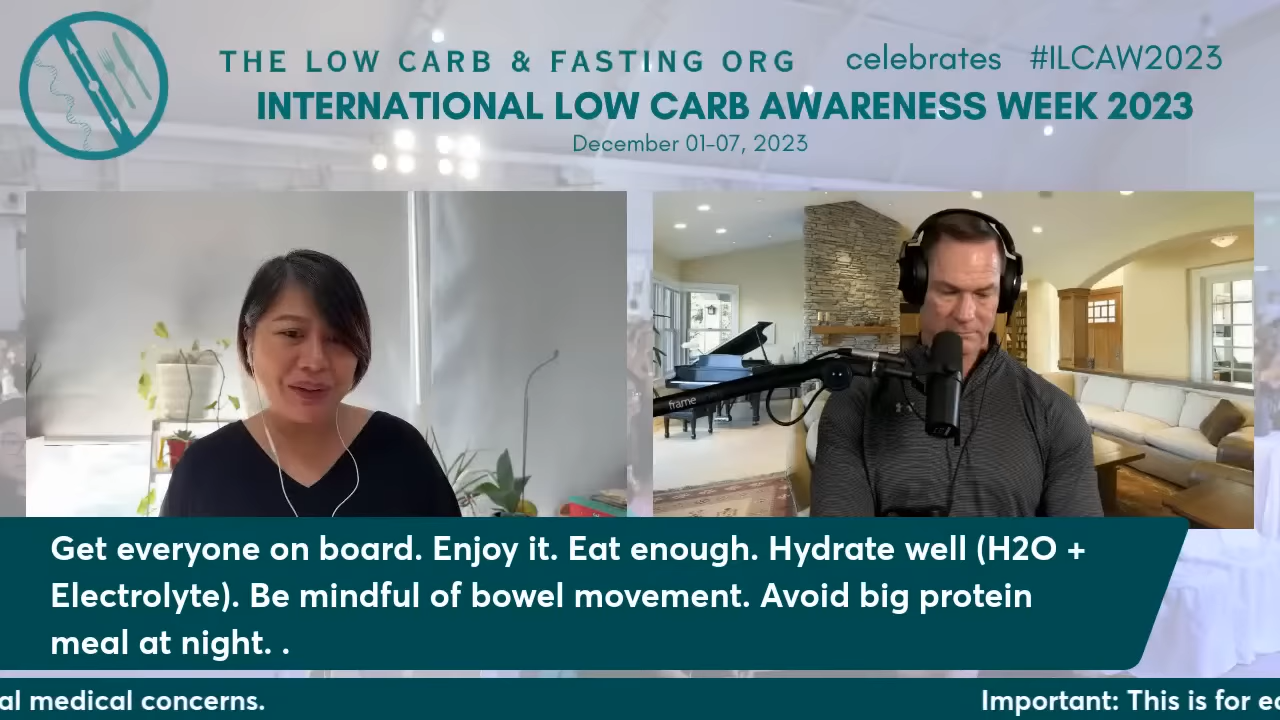 THE LOW CARB & FASTING ORG celebrates #ILCAW2023
INTERNATIONAL LOW CARB AWARENESS WEEK 2023
December 01-07, 2023
frame
Get everyone on board. Enjoy it. Eat enough. Hydrate well (H2O +
Electrolyte). Be mindful of bowel movement. Avoid big protein
meal at night. .
al medical concerns. Important: This is for